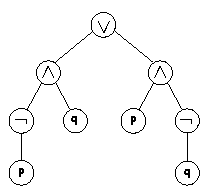 ∨
∧ ∧
¬ q p ¬
p q